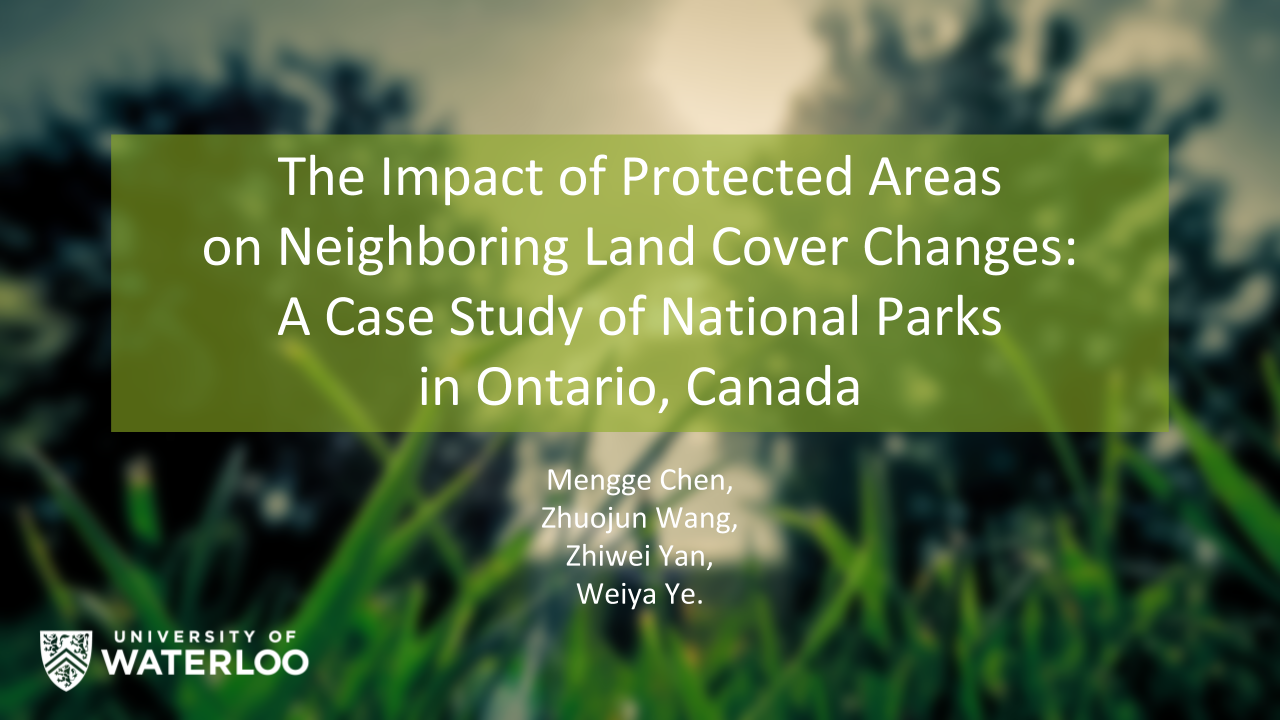 The Impact of Protected Areas
on Neighboring Land Cover Changes:
A Case Study of National Parks
in Ontario, Canada
Mengge Chen,
Zhuojun Wang,
Zhiwei Yan,
Weiya Ye.
UNIVERSITY OF
WATERLOO